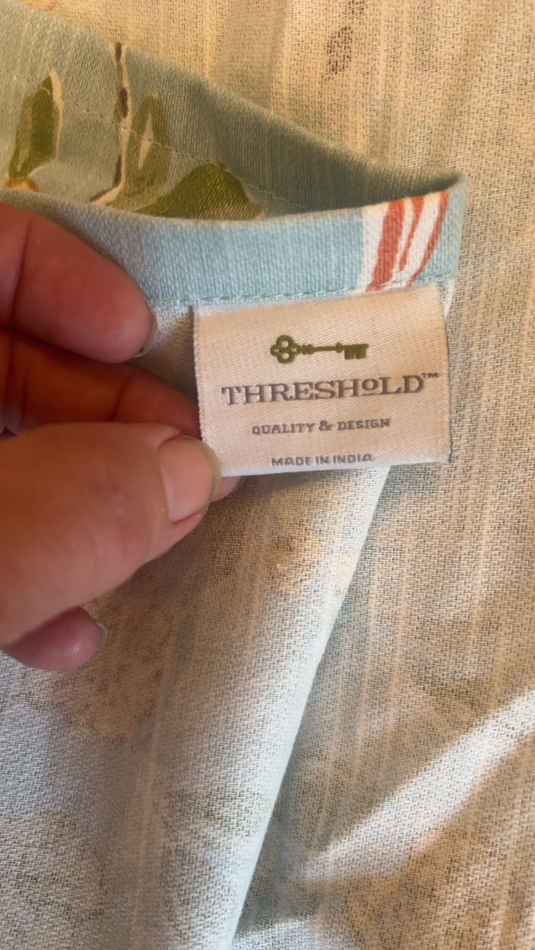 THRESHOLD™
QUALITY & DESIGN
MADE IN INDIA